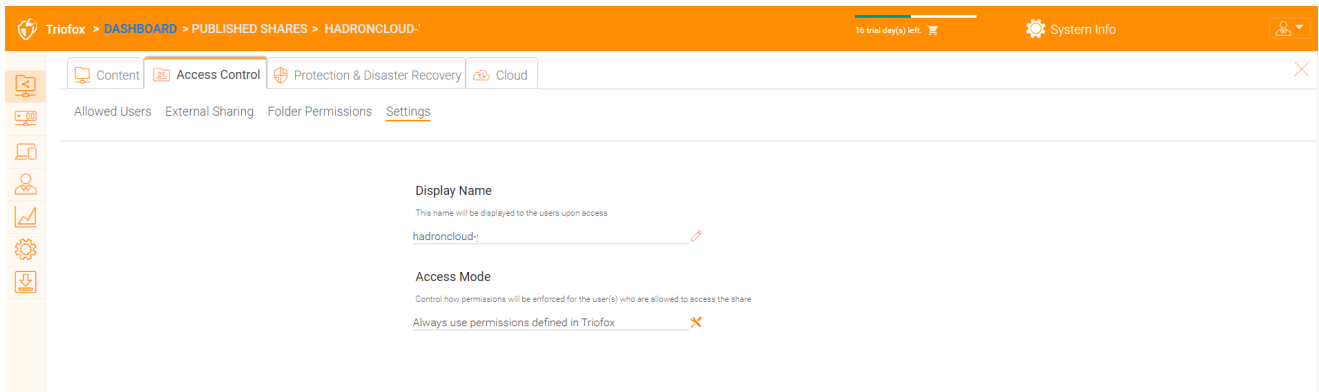 Triofox > DASHBOARD > PUBLISHED SHARES > HADRONCLOUD-
16 trial day(s) left.
System Info
Content
Access Control
Protection & Disaster Recovery
Cloud
Allowed Users External Sharing Folder Permissions Settings
Display Name
This name will be displayed to the users upon access
hadroncloud-
Access Mode
Control how permissions will be enforced for the user(s) who are allowed to access the share
Always use permissions defined in Triofox